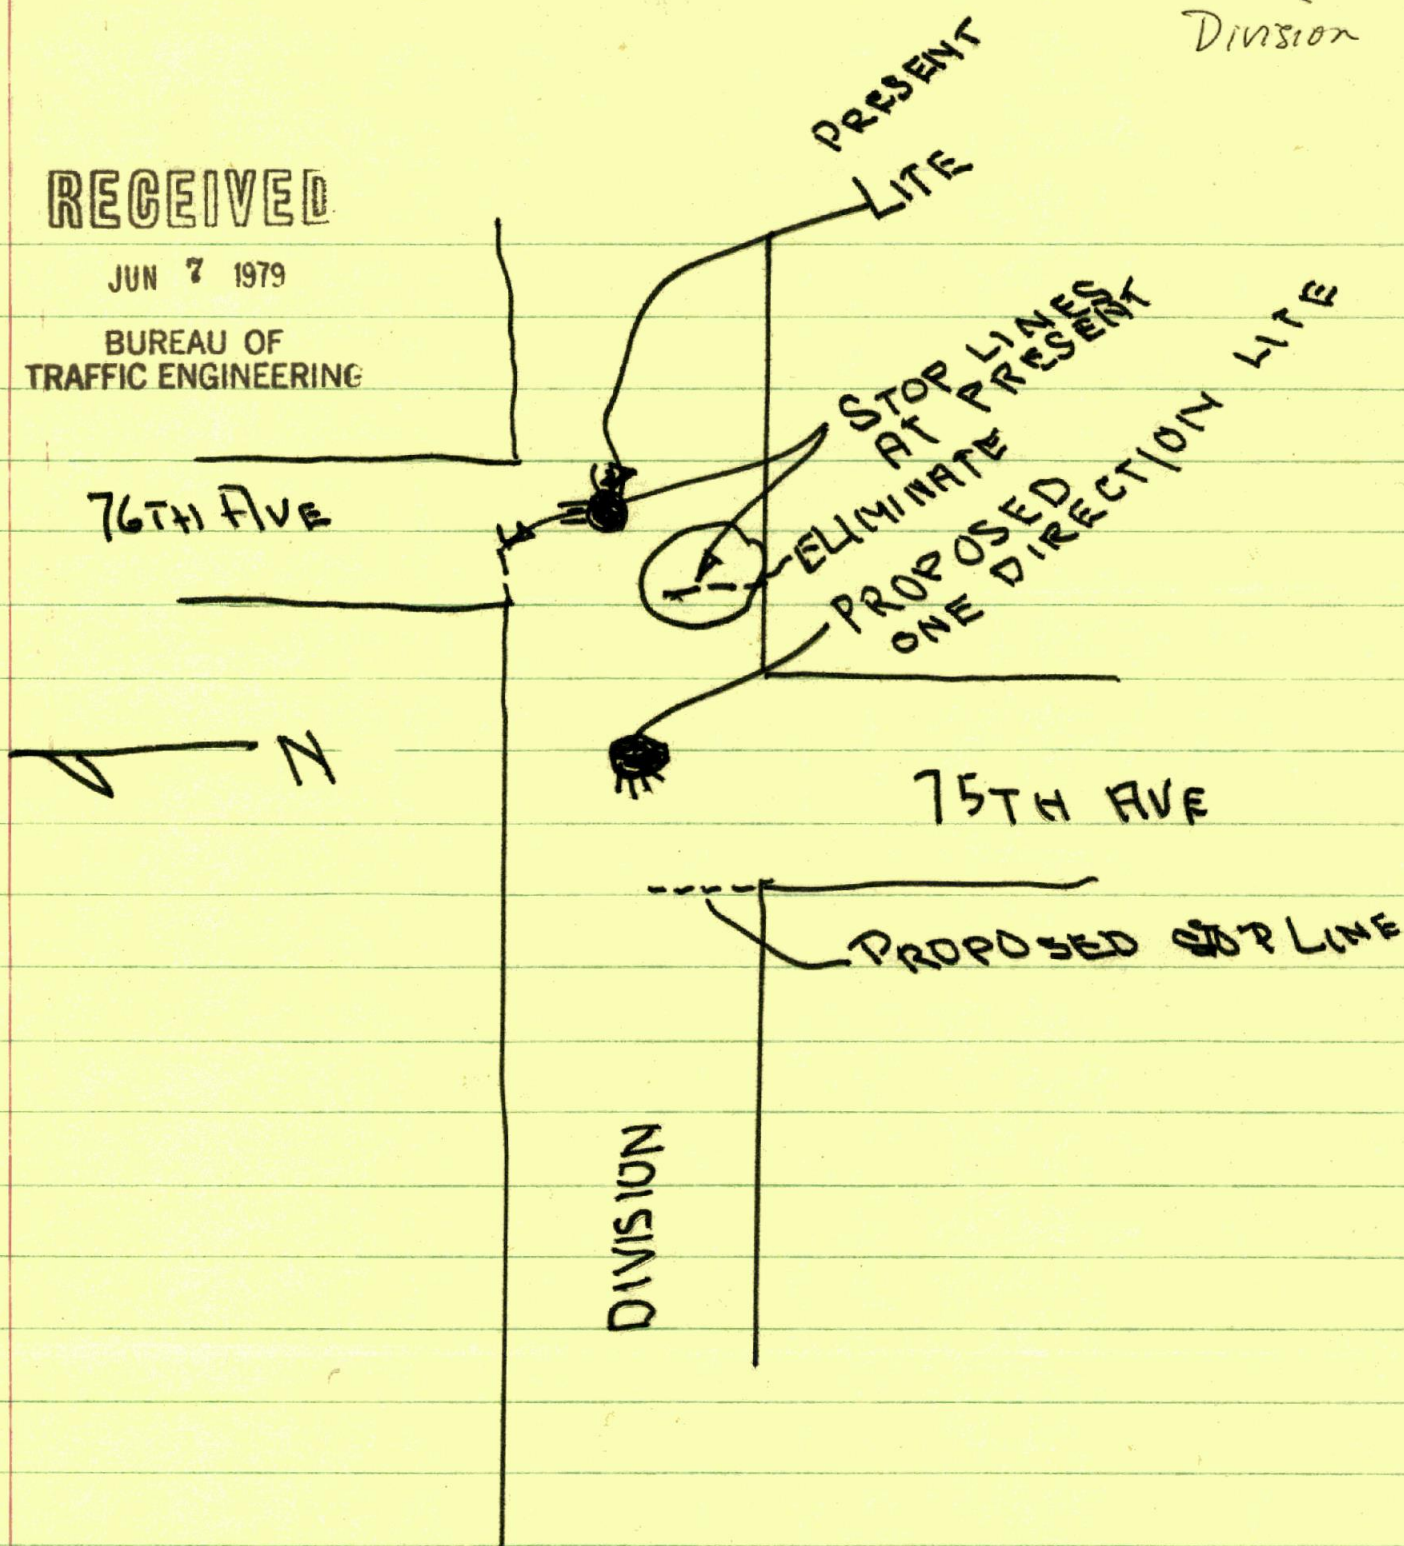 Division
PRESENT
LITE
RECEIVED
JUN 7 1979
BUREAU OF
TRAFFIC ENGINEERING
STOP LINES
AT PRESENT
ELIMINATE
PROPOSED
ONE DIRECTION LITE
76TH AVE
N
75TH AVE
PROPOSED STOP LINE
DIVISION